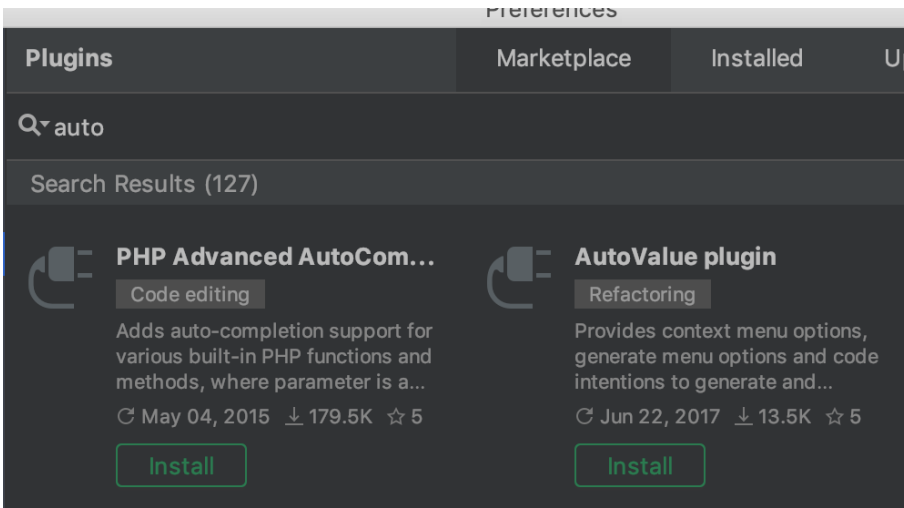 Preferences
Plugins
Marketplace
Installed
auto
Search Results (127)
PHP Advanced AutoCom...
Code editing
Adds auto-completion support for
various built-in PHP functions and
methods, where parameter is a...
May 04, 2015 179.5K 5
Install
AutoValue plugin
Refactoring
Provides context menu options,
generate menu options and code
intentions to generate and...
Jun 22, 2017 13.5K 5
Install